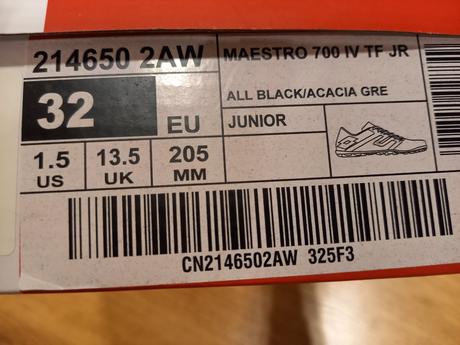 214650 2AW
MAESTRO 700 IV TF JR
ALL BLACK/ACACIA GRE
32 EU
JUNIOR
1.5 US
13.5 UK
205 MM
CN2146502AW 325F3